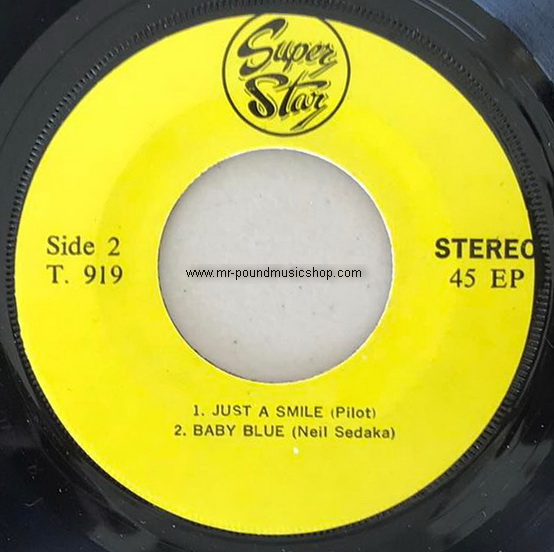 Super
Star
Side 2
T. 919
STEREO
45 EP
www.mr-poundmusicshop.com
1. JUST A SMILE (Pilot)
2. BABY BLUE (Neil Sedaka)